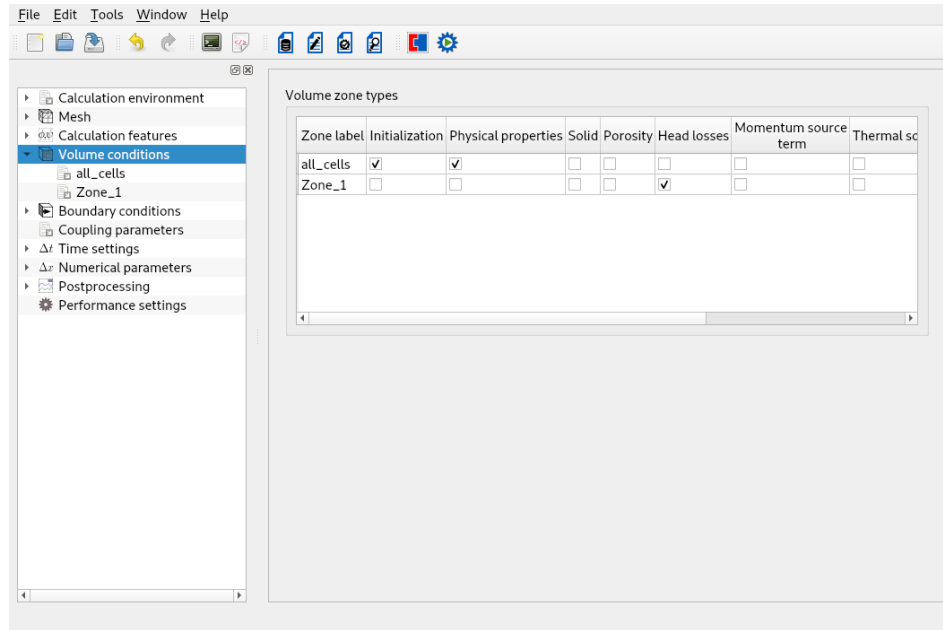 File Edit Tools Window Help
Calculation environment
Mesh
Calculation features
Volume conditions
all_cells
Zone_1
Boundary conditions
Coupling parameters
Δt Time settings
Δx Numerical parameters
Postprocessing
Performance settings
Volume zone types
Zone label Initialization Physical properties Solid Porosity Head losses Momentum source term Thermal sc
all_cells
Zone_1